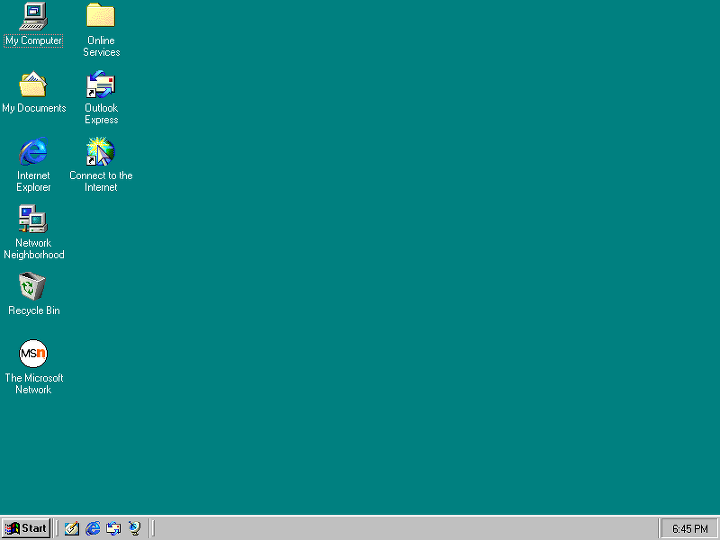 My Computer
Online
Services
My Documents
Outlook
Express
Internet
Explorer
Connect to the
Internet
Network
Neighborhood
Recycle Bin
MSn
The Microsoft
Network
Start
6:45 PM